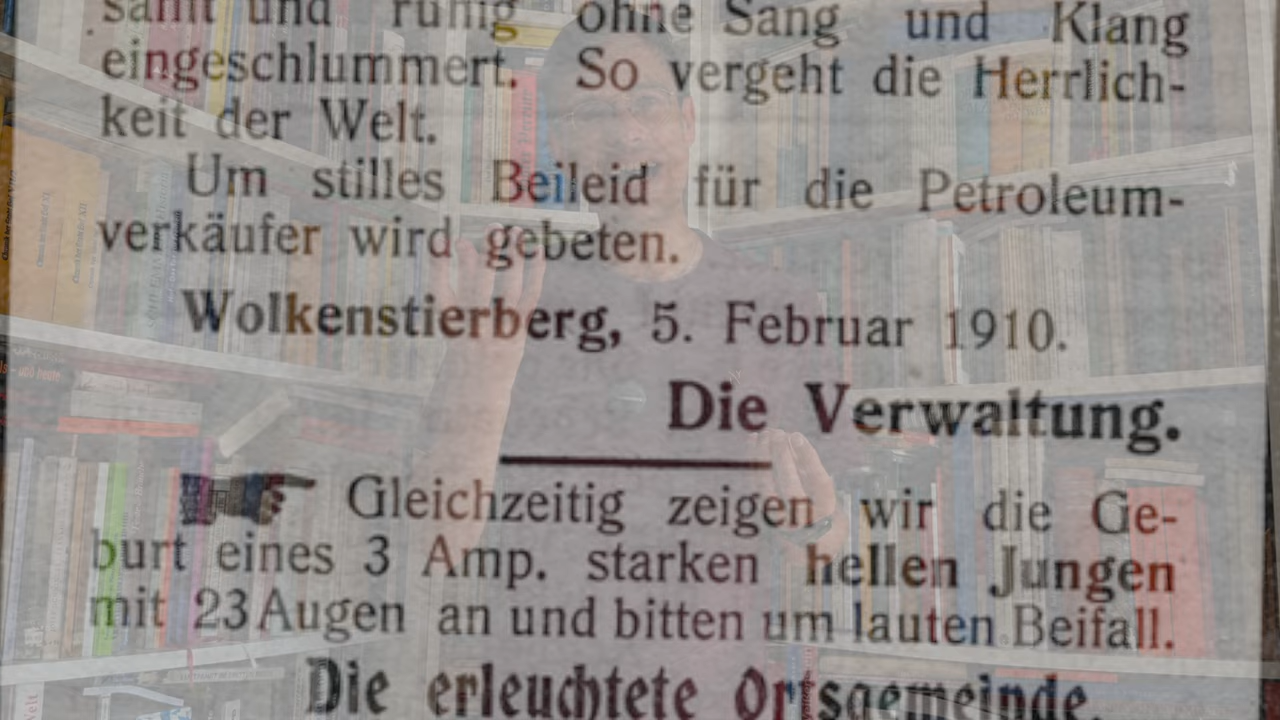 samt und ruhig ohne Sang und Klang
eingeschlummert. So vergeht die Herrlich-
keit der Welt.
Um stilles Beileid für die Petroleum-
verkäufer wird gebeten.
Wolkenstierberg, 5. Februar 1910.
Die Verwaltung.
Gleichzeitig zeigen wir die Ge-
burt eines 3 Amp. starken hellen Jungen
mit 23 Augen an und bitten um lauten Beifall.
Die erleuchtete Ortsgemeinde.